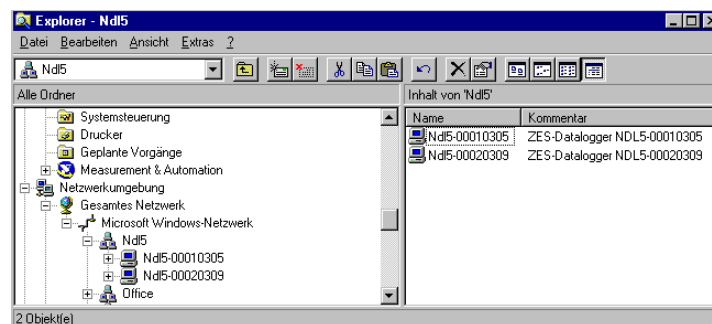 Explorer - Ndl5
Datei Bearbeiten Ansicht Extras ?
Ndl5
Alle Ordner
Inhalt von 'Ndl5'
Systemsteuerung
Drucker
Geplante Vorgänge
Measurement & Automation
Netzwerkumgebung
Gesamtes Netzwerk
Microsoft Windows-Netzwerk
Ndl5
Ndl5-00010305
Ndl5-00020309
Office
Name Kommentar
Ndl5-00010305 ZES-Datalogger NDL5-00010305
Ndl5-00020309 ZES-Datalogger NDL5-00020309
2 Objekt(e)